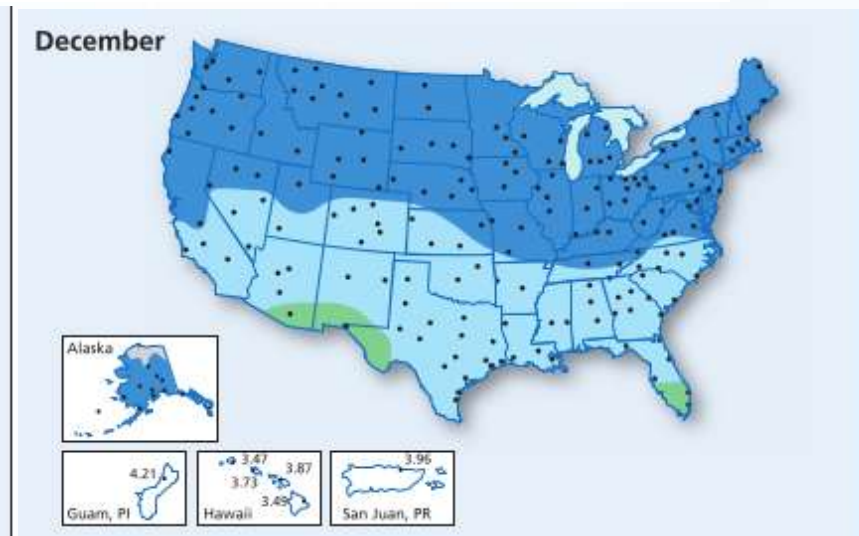 December
Alaska
4.21
Guam, PI
3.47
3.87
3.73
3.49
Hawaii
3.96
San Juan, PR